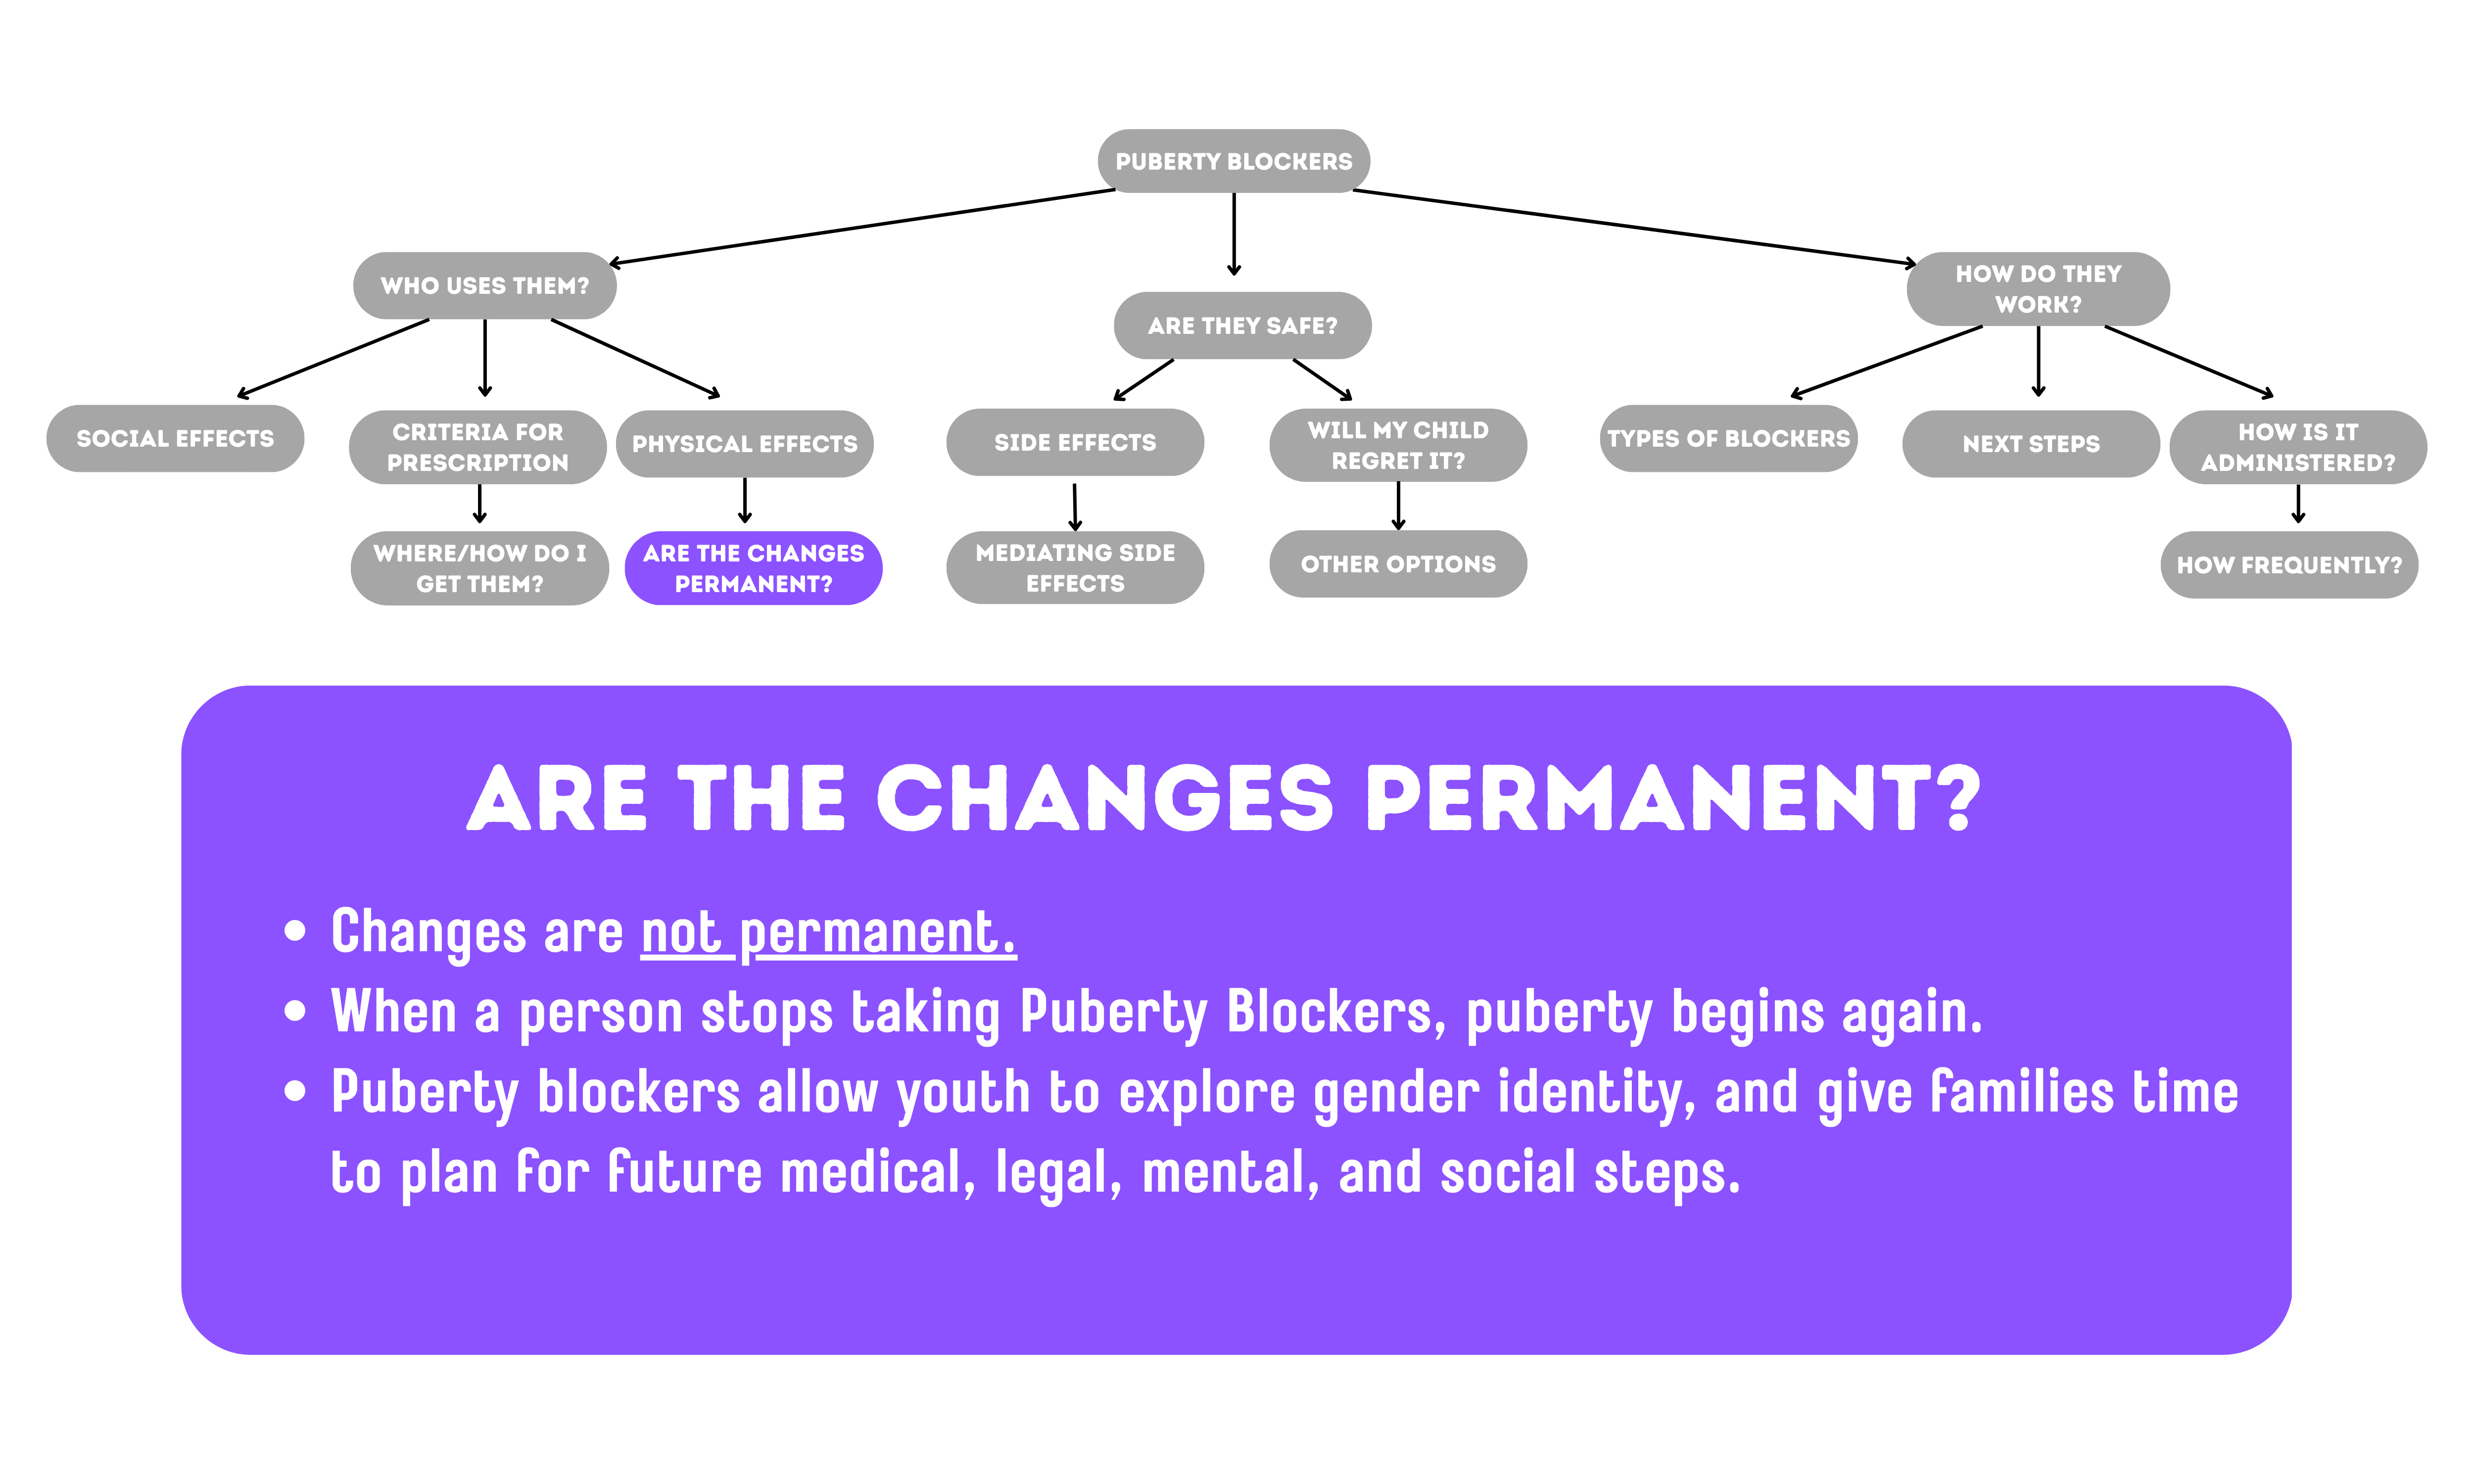 PUBERTY BLOCKERS
WHO USES THEM?
ARE THEY SAFE?
HOW DO THEY
WORK?
SOCIAL EFFECTS
CRITERIA FOR
PRESCRIPTION
PHYSICAL EFFECTS
SIDE EFFECTS
WILL MY CHILD
REGRET IT?
TYPES OF BLOCKERS
NEXT STEPS
HOW IS IT
ADMINISTERED?
WHERE/HOW DO I
GET THEM?
ARE THE CHANGES
PERMANENT?
MEDIATING SIDE
EFFECTS
OTHER OPTIONS
HOW FREQUENTLY?
ARE THE CHANGES PERMANENT?
• Changes are not permanent.
• When a person stops taking Puberty Blockers, puberty begins again.
• Puberty blockers allow youth to explore gender identity, and give families time
to plan for future medical, legal, mental, and social steps.